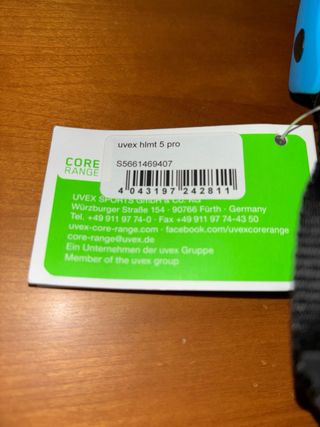 uvex hlmt 5 pro
S5661469407
4 043197 242811
CORE
RANGE
UVEX SPORTS GmbH & Co. KG
Würzburger Straße 154 · 90766 Fürth · Germany
Tel. +49 911 97 74-0 · Fax +49 911 97 74-43 50
uvex-core-range.com · facebook.com/uvexcorerange
core-range@uvex.de
Ein Unternehmen der uvex Gruppe
Member of the uvex group